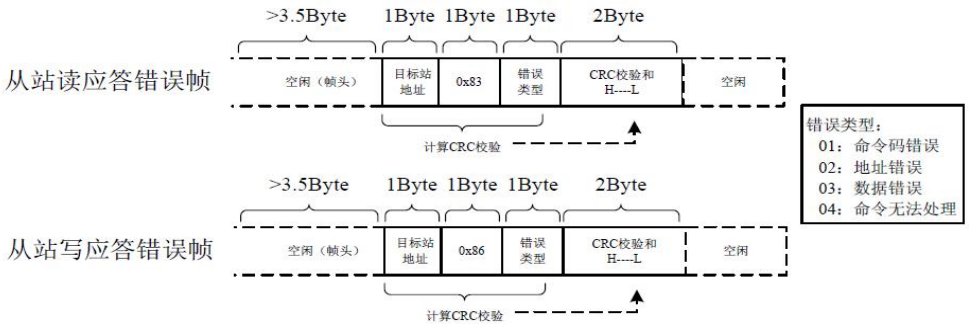 >3.5Byte 1Byte 1Byte 1Byte 2Byte
从站读应答错误帧
空闲（帧头）
目标站
地址
0x83
错误
类型
CRC校验和
H----L
空闲
计算CRC校验
>3.5Byte 1Byte 1Byte 1Byte 2Byte
从站写应答错误帧
空闲（帧头）
目标站
地址
0x86
错误
类型
CRC校验和
H----L
空闲
计算CRC校验
错误类型：
01：命令码错误
02：地址错误
03：数据错误
04：命令无法处理